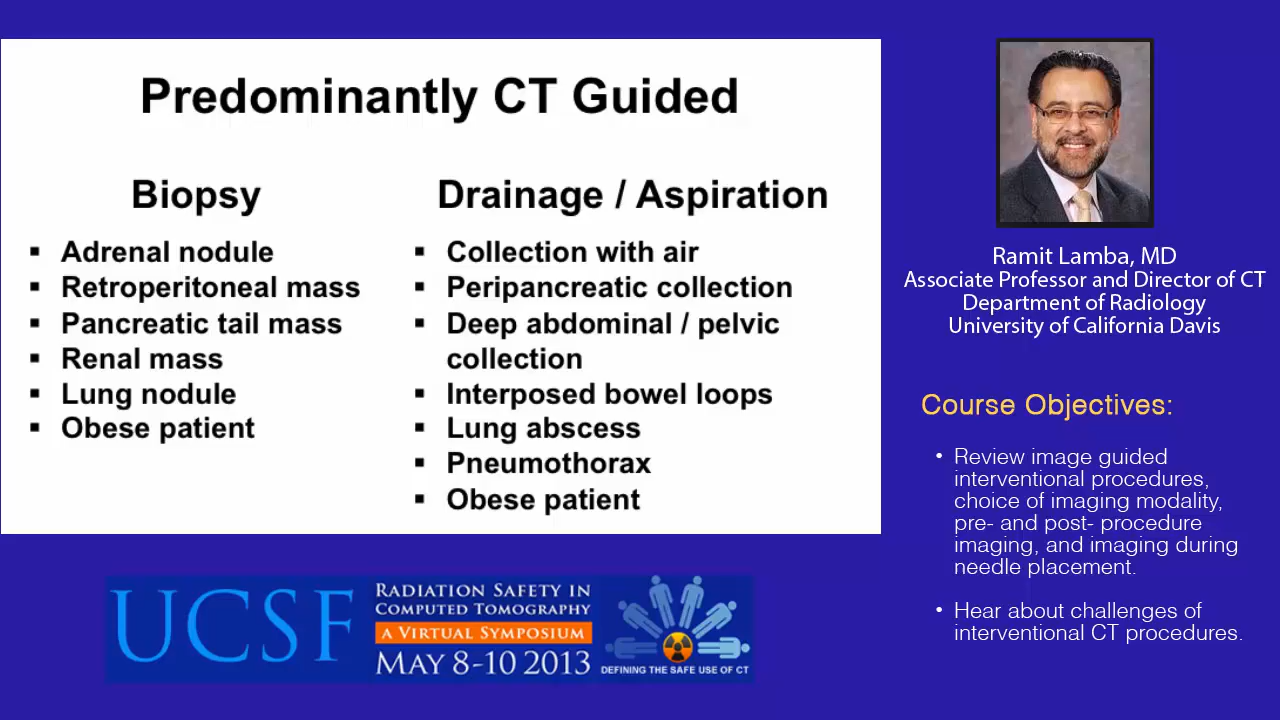 Predominantly CT Guided
Biopsy
▪ Adrenal nodule
▪ Retroperitoneal mass
▪ Pancreatic tail mass
▪ Renal mass
▪ Lung nodule
▪ Obese patient
Drainage / Aspiration
▪ Collection with air
▪ Peripancreatic collection
▪ Deep abdominal / pelvic
collection
▪ Interposed bowel loops
▪ Lung abscess
▪ Pneumothorax
▪ Obese patient
Ramit Lamba, MD
Associate Professor and Director of CT
Department of Radiology
University of California Davis
Course Objectives:
• Review image guided
interventional procedures,
choice of imaging modality,
pre- and post- procedure
imaging, and imaging during
needle placement.
• Hear about challenges of
interventional CT procedures.
UCSF
Radiation Safety in
Computed Tomography
a Virtual Symposium
May 8-10 2013
DEFINING THE SAFE USE OF CT